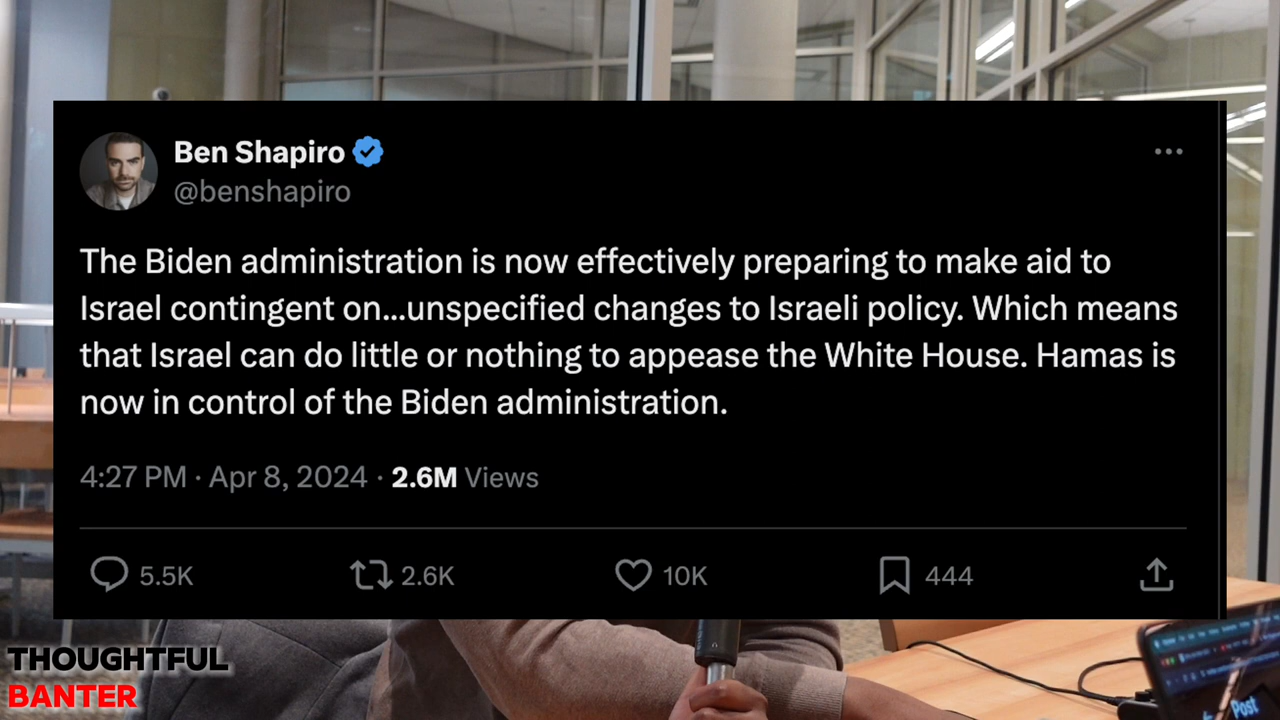 Ben Shapiro
@benshapiro
The Biden administration is now effectively preparing to make aid to
Israel contingent on...unspecified changes to Israeli policy. Which means
that Israel can do little or nothing to appease the White House. Hamas is
now in control of the Biden administration.
4:27 PM · Apr 8, 2024 · 2.6M Views
5.5K 2.6K 10K 444
THOUGHTFUL
BANTER
Post